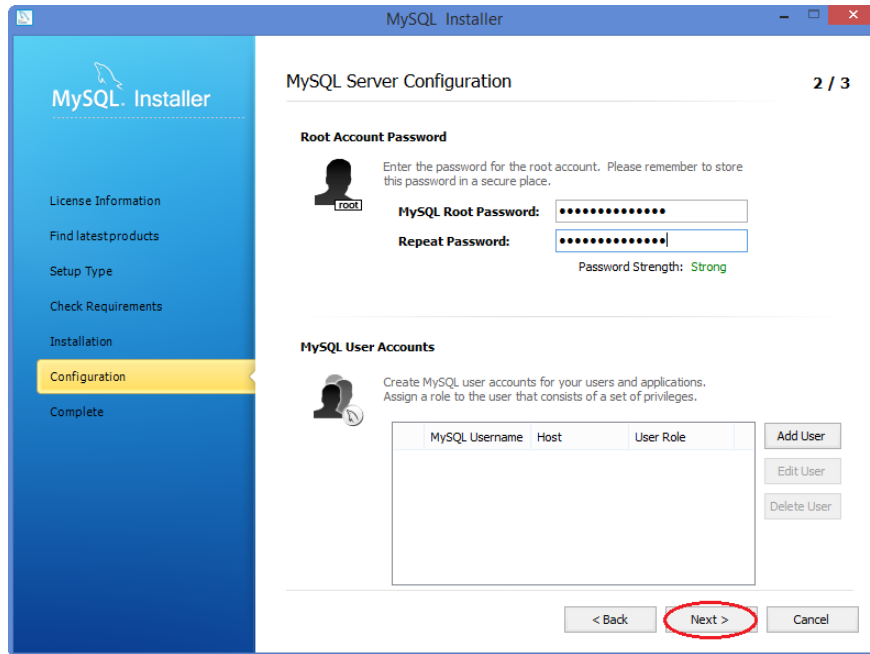 MySQL Installer
MySQL. Installer
MySQL Server Configuration
2 / 3
License Information
Find latestproducts
Setup Type
Check Requirements
Installation
Configuration
Complete
Root Account Password
Enter the password for the root account. Please remember to store
this password in a secure place.
root
MySQL Root Password: ••••••••••••••
Repeat Password: ••••••••••••••
Password Strength: Strong
MySQL User Accounts
Create MySQL user accounts for your users and applications.
Assign a role to the user that consists of a set of privileges.
MySQL Username Host User Role
Add User
Edit User
Delete User
< Back Next > Cancel